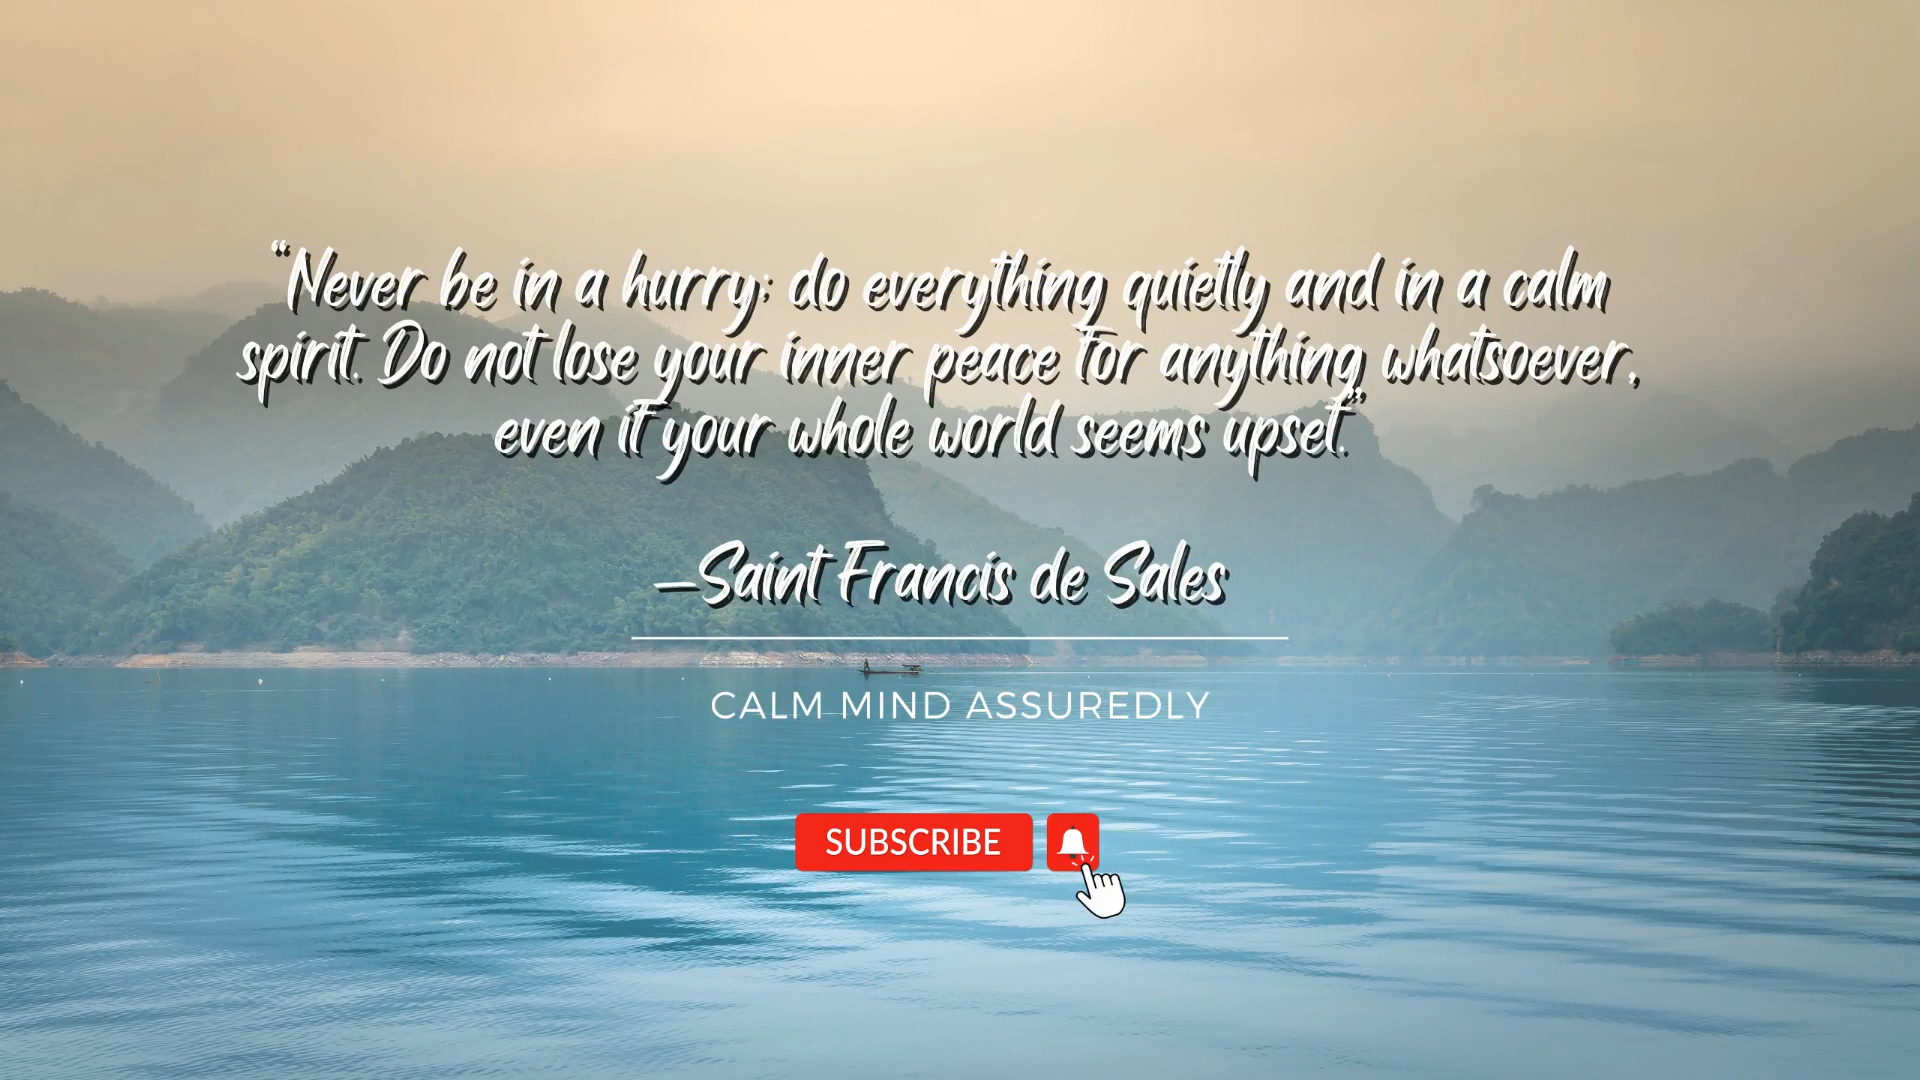 “Never be in a hurry; do everything quietly and in a calm
spirit. Do not lose your inner peace for anything whatsoever,
even if your whole world seems upset.”
—Saint Francis de Sales
CALM MIND ASSUREDLY
SUBSCRIBE